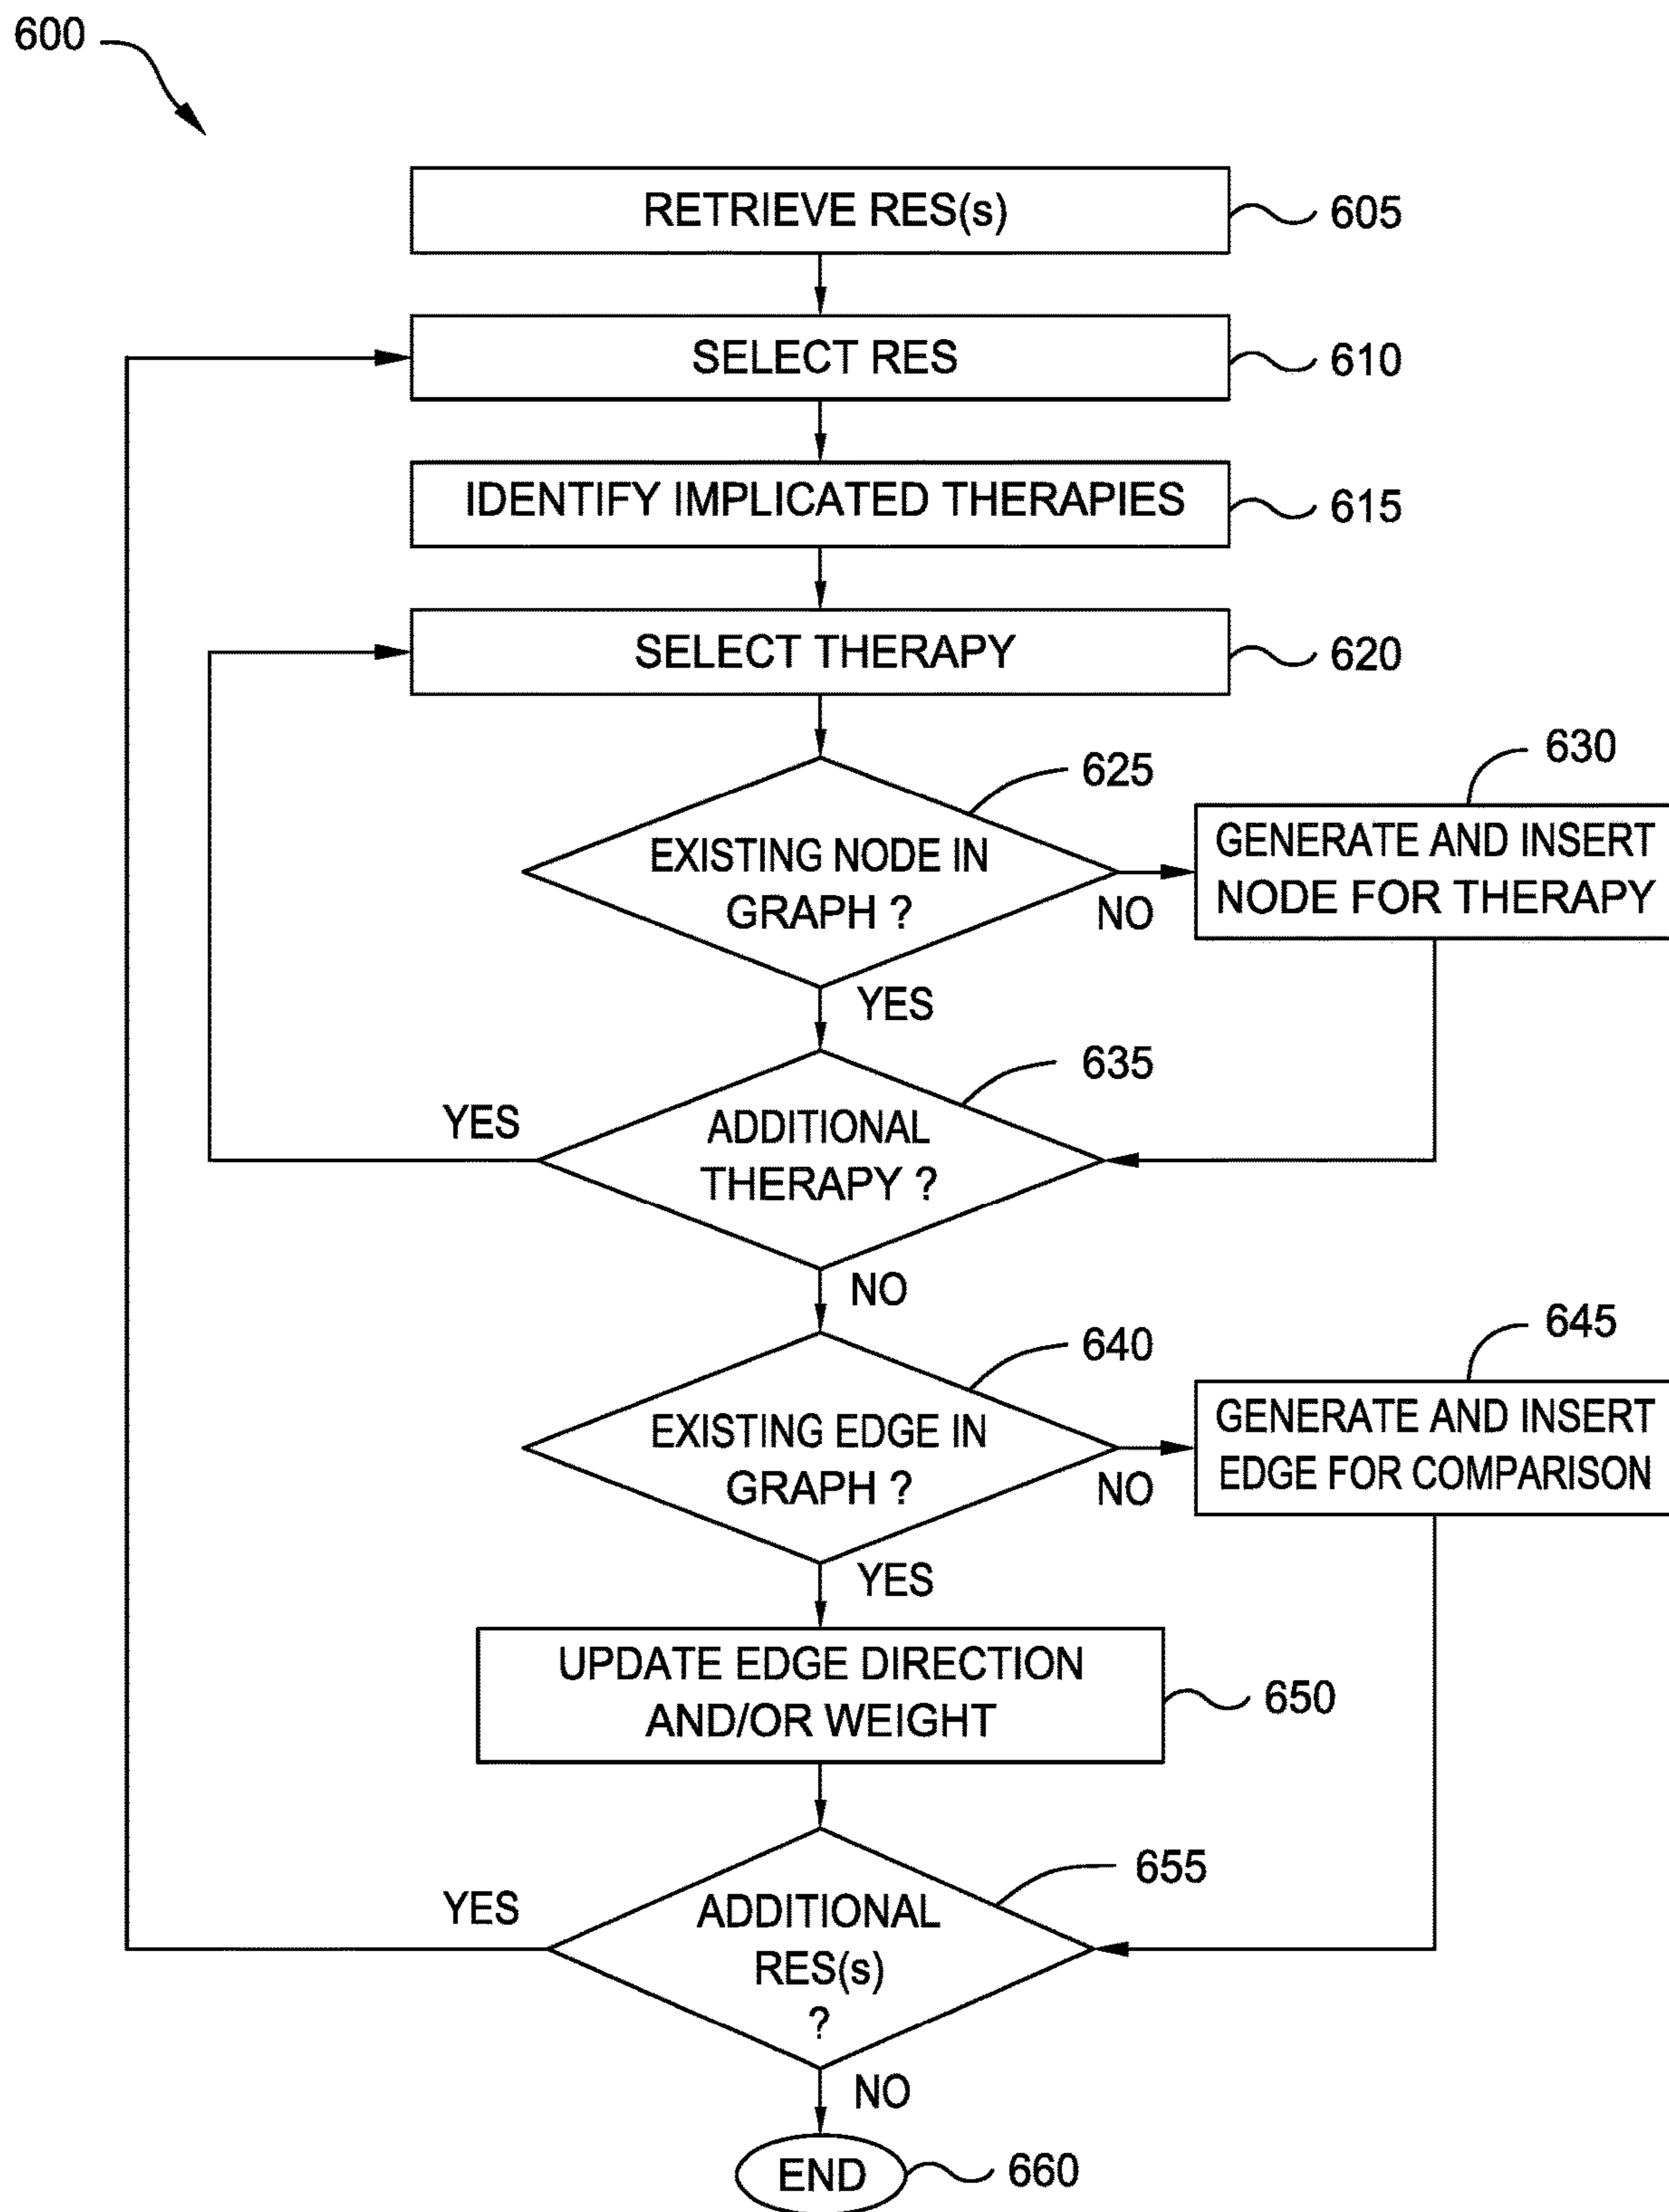 600
RETRIEVE RES(s)
605
SELECT RES
610
IDENTIFY IMPLICATED THERAPIES
615
SELECT THERAPY
620
625
630
EXISTING NODE IN
GRAPH ?
NO
GENERATE AND INSERT
NODE FOR THERAPY
YES
635
YES
ADDITIONAL
THERAPY ?
NO
640
645
EXISTING EDGE IN
GRAPH ?
NO
GENERATE AND INSERT
EDGE FOR COMPARISON
YES
UPDATE EDGE DIRECTION
AND/OR WEIGHT
650
655
YES
ADDITIONAL
RES(s)
?
NO
END
660